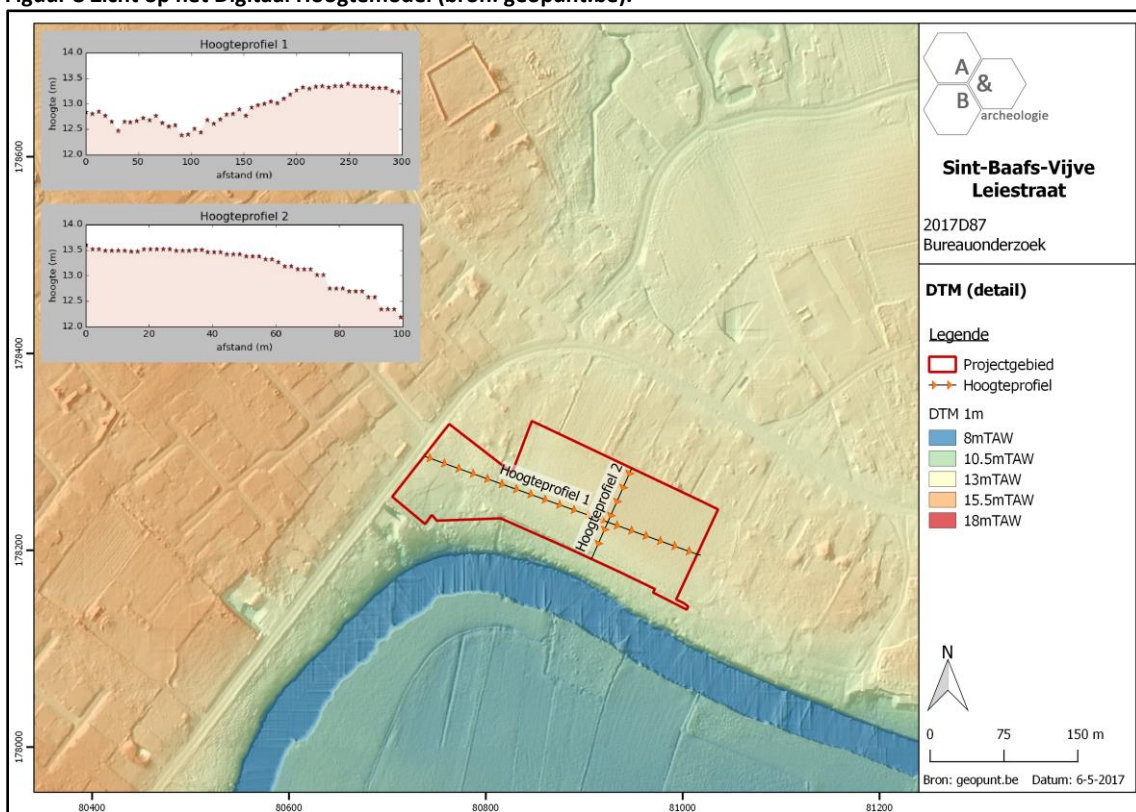 Figuur 8 Zicht op het Digitaal Hoogtemodel (bron: geopunt.be).
Hoogteprofiel 1
hoogte (m)
14.0
13.5
13.0
12.5
12.0
0 50 100 150 200 250 300
afstand (m)
Hoogteprofiel 2
hoogte (m)
14.0
13.5
13.0
12.5
12.0
0 20 40 60 80 100
afstand (m)
178600
178400
178200
178000
80400 80600 80800 81000 81200
Hoogteprofiel 1
Hoogteprofiel 2
A
&
B
archeologie
Sint-Baafs-Vijve
Leiestraat
2017D87
Bureauonderzoek
DTM (detail)
Legende
Projectgebied
Hoogteprofiel
DTM 1m
8mTAW
10.5mTAW
13mTAW
15.5mTAW
18mTAW
N
0 75 150 m
Bron: geopunt.be Datum: 6-5-2017